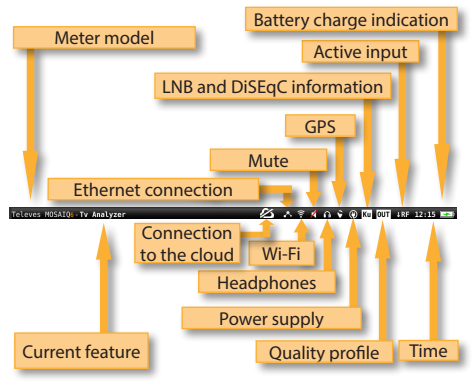 Battery charge indication
Meter model
Active input
LNB and DiSEqC information
GPS
Mute
Ethernet connection
Televes MOSAIQ6-Tv Analyzer Ku OUT ↓RF 12:15
Connection
to the cloud
Wi-Fi
Headphones
Power supply
Current feature
Quality profile
Time